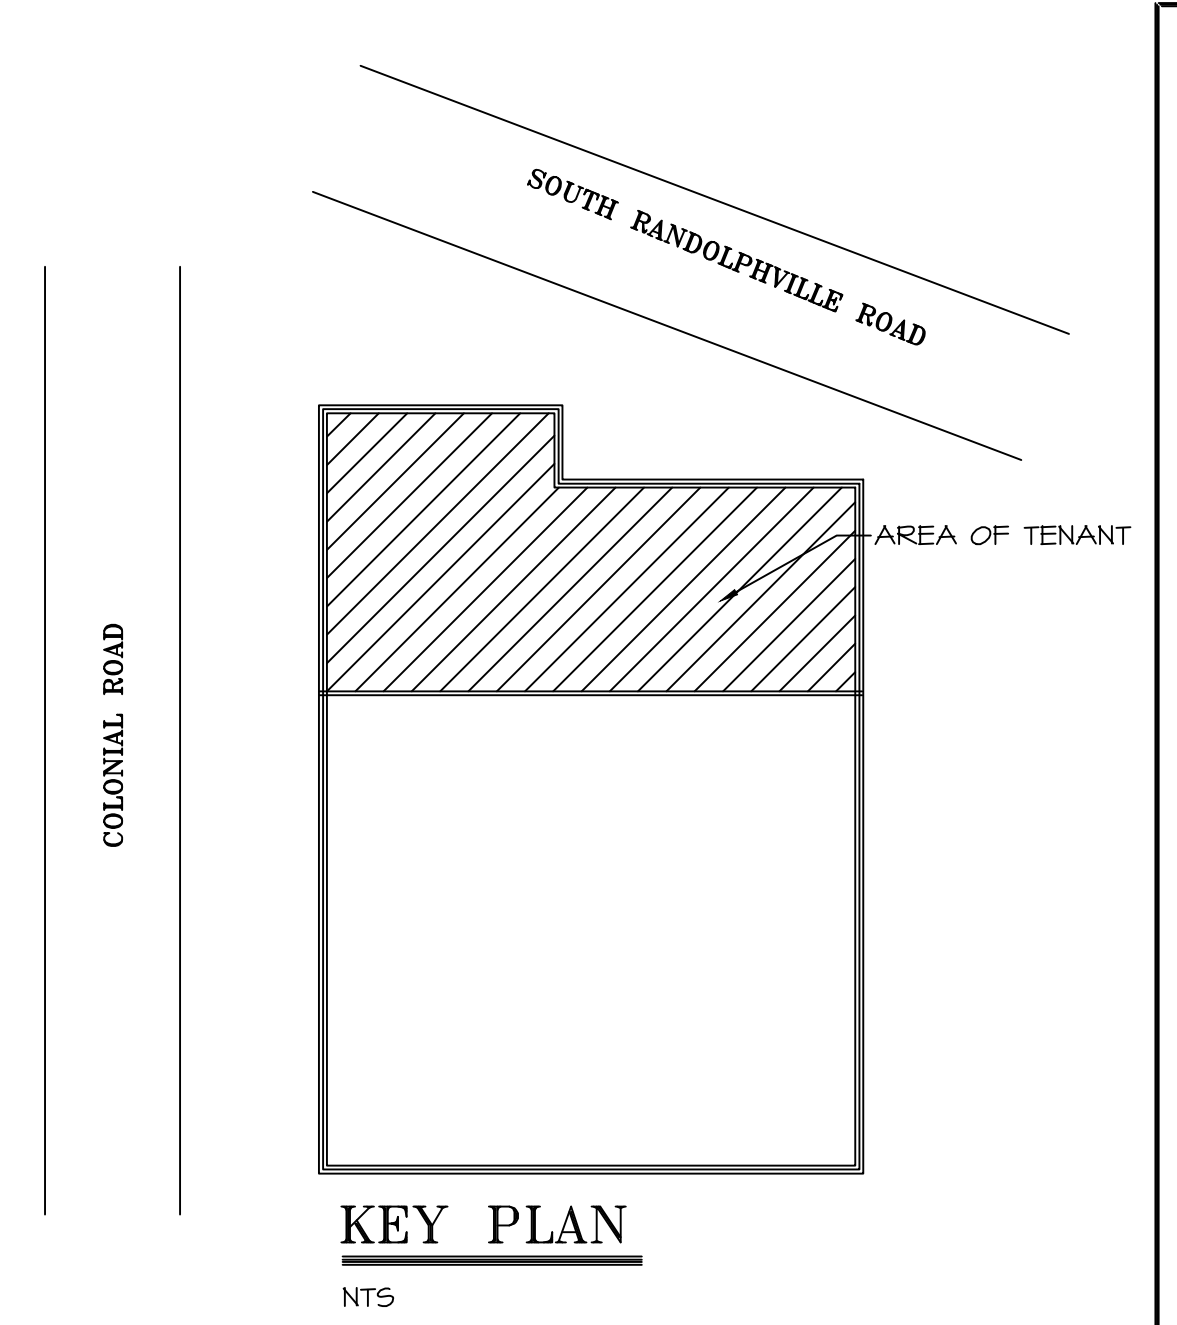 SOUTH RANDOLPHVILLE ROAD
AREA OF TENANT
COLONIAL ROAD
KEY PLAN
NTS